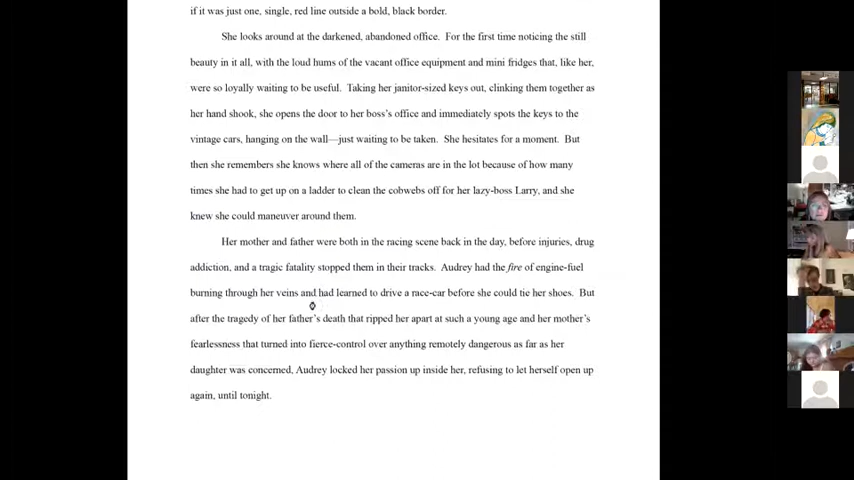 if it was just one, single, red line outside a bold, black border.
She looks around at the darkened, abandoned office. For the first time noticing the still
beauty in it all, with the loud hums of the vacant office equipment and mini fridges that, like her,
were so loyally waiting to be useful. Taking her janitor-sized keys out, clinking them together as
her hand shook, she opens the door to her boss's office and immediately spots the keys to the
vintage cars, hanging on the wall—just waiting to be taken. She hesitates for a moment. But
then she remembers she knows where all of the cameras are in the lot because of how many
times she had to get up on a ladder to clean the cobwebs off for her lazy-boss Larry, and she
knew she could maneuver around them.
Her mother and father were both in the racing scene back in the day, before injuries, drug
addiction, and a tragic fatality stopped them in their tracks. Audrey had the fire of engine-fuel
burning through her veins and had learned to drive a race-car before she could tie her shoes. But
after the tragedy of her father's death that ripped her apart at such a young age and her mother's
fearlessness that turned into fierce-control over anything remotely dangerous as far as her
daughter was concerned, Audrey locked her passion up inside her, refusing to let herself open up
again, until tonight.